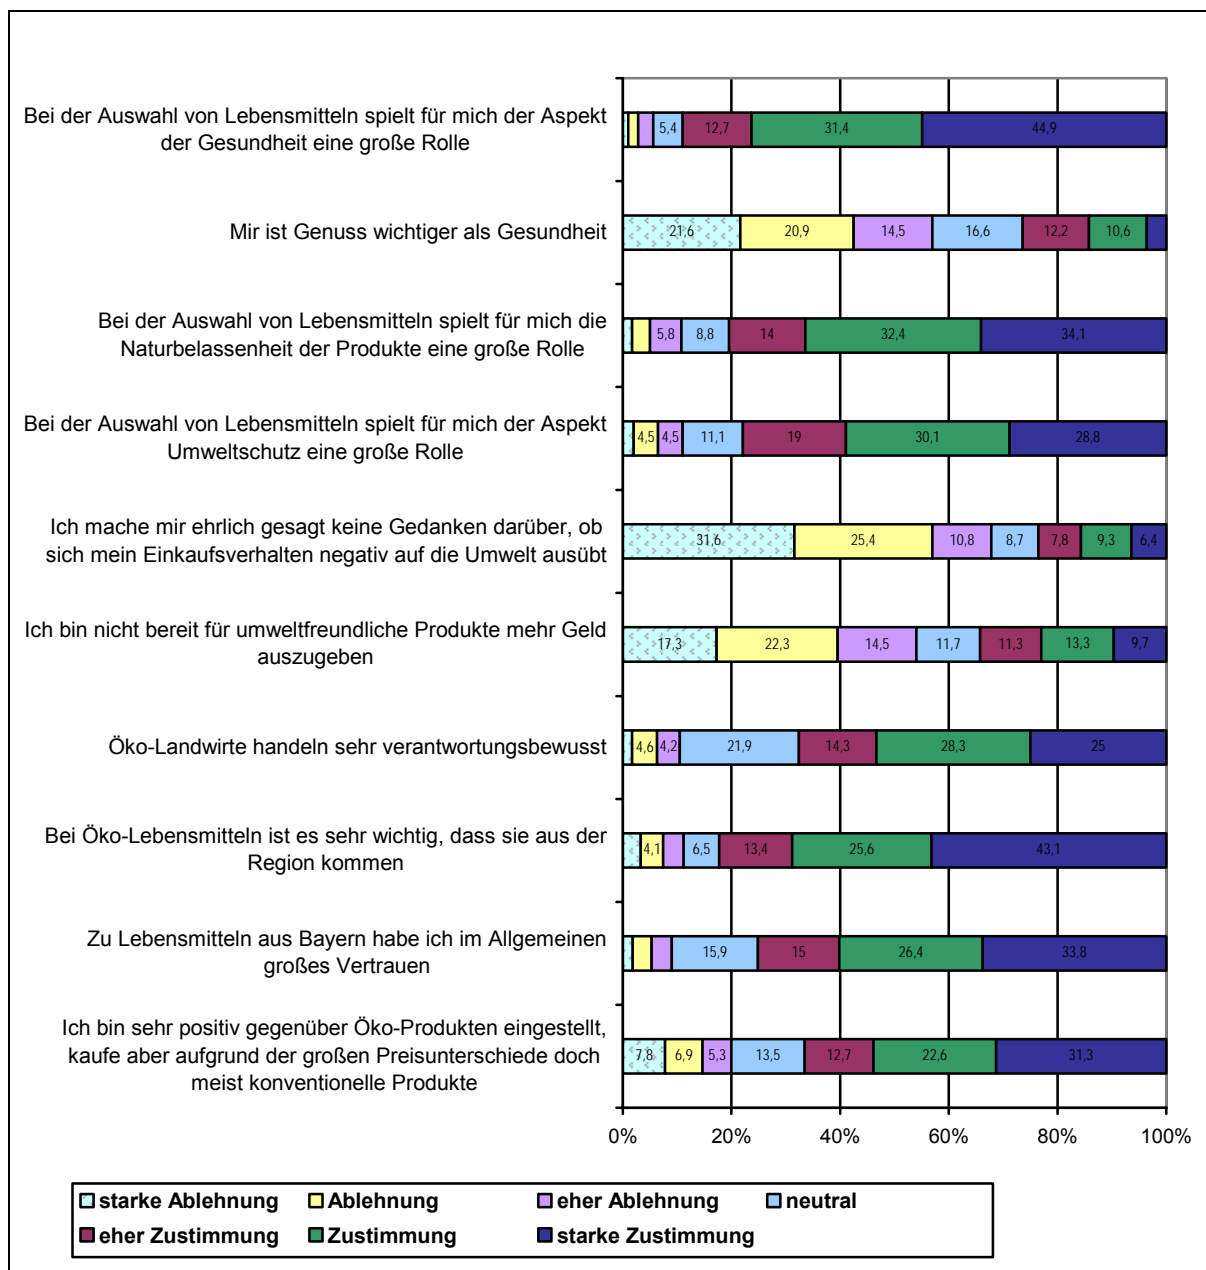 Bei der Auswahl von Lebensmitteln spielt für mich der Aspekt
der Gesundheit eine große Rolle
5,4 12,7 31,4 44,9
Mir ist Genuss wichtiger als Gesundheit
21,6 20,9 14,5 16,6 12,2 10,6
Bei der Auswahl von Lebensmitteln spielt für mich die
Naturbelassenheit der Produkte eine große Rolle
5,8 8,8 14 32,4 34,1
Bei der Auswahl von Lebensmitteln spielt für mich der Aspekt
Umweltschutz eine große Rolle
4,5 4,5 11,1 19 30,1 28,8
Ich mache mir ehrlich gesagt keine Gedanken darüber, ob
sich mein Einkaufsverhalten negativ auf die Umwelt ausübt
31,6 25,4 10,8 8,7 7,8 9,3 6,4
Ich bin nicht bereit für umweltfreundliche Produkte mehr Geld
auszugeben
17,3 22,3 14,5 11,7 11,3 13,3 9,7
Öko-Landwirte handeln sehr verantwortungsbewusst
4,6 4,2 21,9 14,3 28,3 25
Bei Öko-Lebensmitteln ist es sehr wichtig, dass sie aus der
Region kommen
4,1 6,5 13,4 25,6 43,1
Zu Lebensmitteln aus Bayern habe ich im Allgemeinen
großes Vertrauen
15,9 15 26,4 33,8
Ich bin sehr positiv gegenüber Öko-Produkten eingestellt,
kaufe aber aufgrund der großen Preisunterschiede doch
meist konventionelle Produkte
7,8 6,9 5,3 13,5 12,7 22,6 31,3
0% 20% 40% 60% 80% 100%
starke Ablehnung Ablehnung eher Ablehnung neutral
eher Zustimmung Zustimmung starke Zustimmung